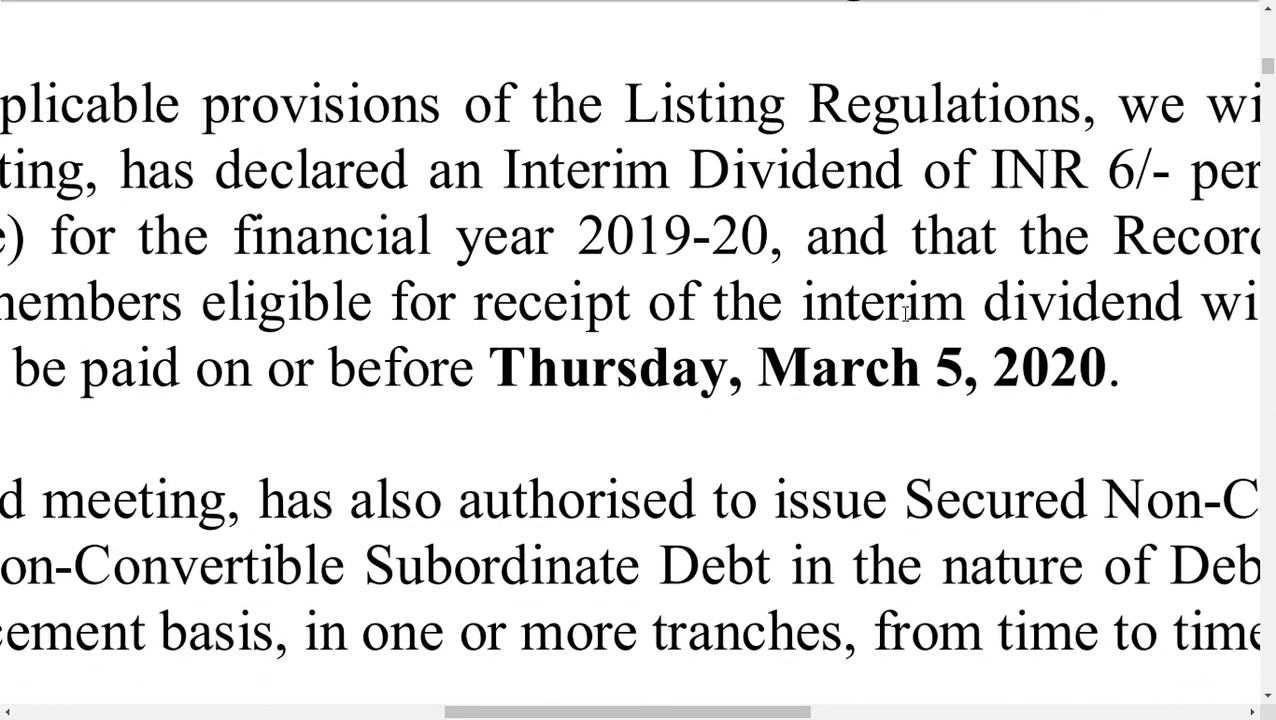 plicable provisions of the Listing Regulations, we wi
ting, has declared an Interim Dividend of INR 6/- per
e) for the financial year 2019-20, and that the Record
members eligible for receipt of the interim dividend wi
be paid on or before Thursday, March 5, 2020.
d meeting, has also authorised to issue Secured Non-C
on-Convertible Subordinate Debt in the nature of Deb
cement basis, in one or more tranches, from time to time